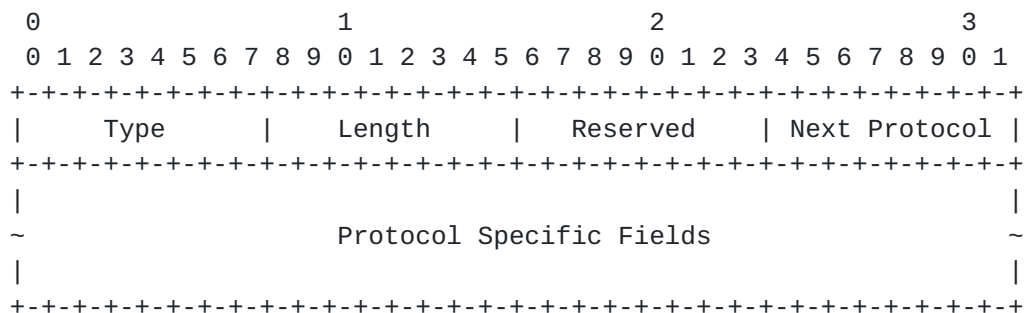 0                   1                   2                   3
 0 1 2 3 4 5 6 7 8 9 0 1 2 3 4 5 6 7 8 9 0 1 2 3 4 5 6 7 8 9 0 1
+-+-+-+-+-+-+-+-+-+-+-+-+-+-+-+-+-+-+-+-+-+-+-+-+-+-+-+-+-+-+-+-+
|     Type      |    Length     |   Reserved    | Next Protocol |
+-+-+-+-+-+-+-+-+-+-+-+-+-+-+-+-+-+-+-+-+-+-+-+-+-+-+-+-+-+-+-+-+
|                                                               |
~                    Protocol Specific Fields                   ~
|                                                               |
+-+-+-+-+-+-+-+-+-+-+-+-+-+-+-+-+-+-+-+-+-+-+-+-+-+-+-+-+-+-+-+-+